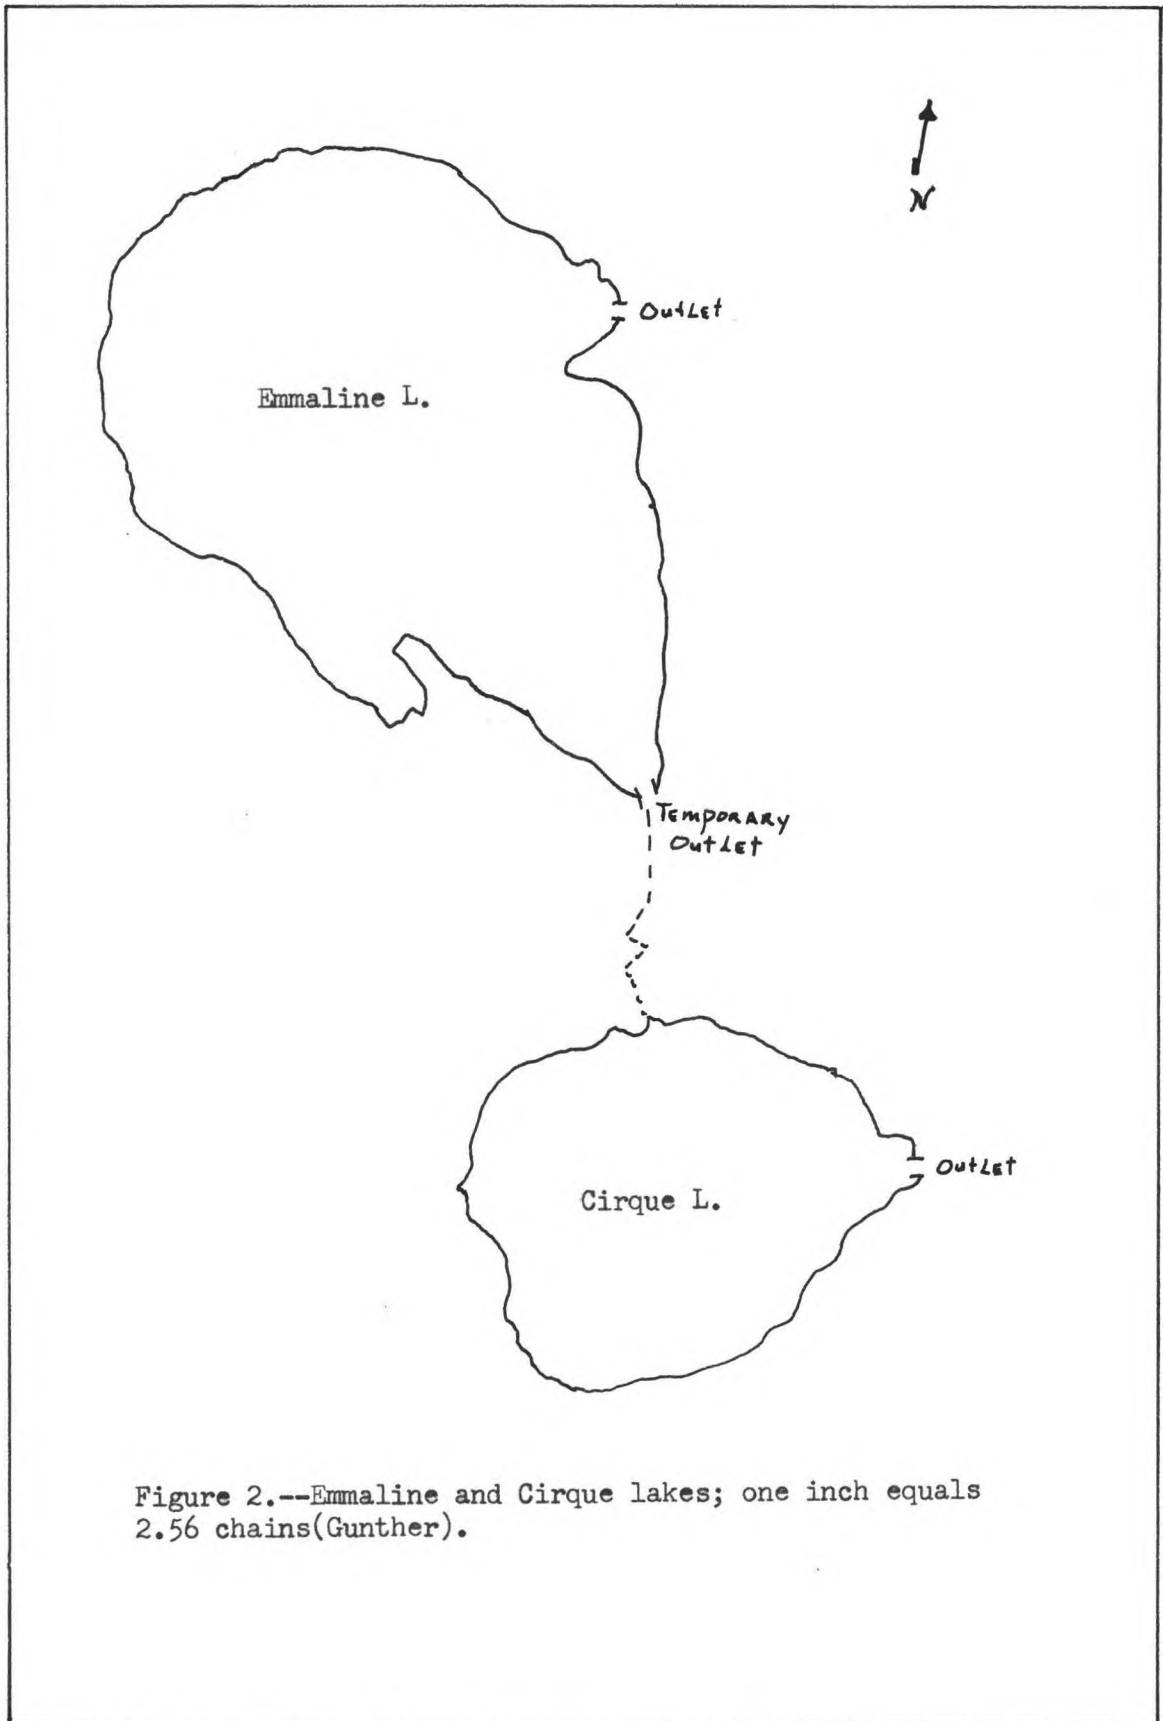 N
Outlet
Emmaline L.
Temporary
Outlet
Outlet
Cirque L.
Figure 2.--Emmaline and Cirque lakes; one inch equals
2.56 chains(Gunther).